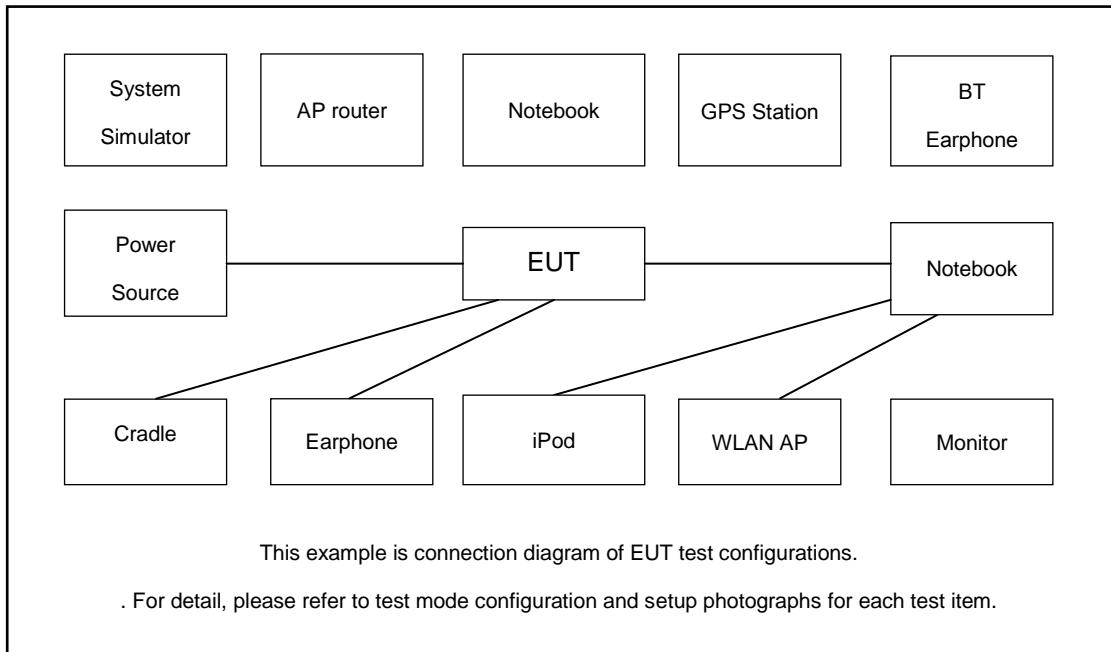 System
Simulator
AP router
Notebook
GPS Station
BT
Earphone
Power
Source
EUT
Notebook
Cradle
Earphone
iPod
WLAN AP
Monitor
This example is connection diagram of EUT test configurations.
. For detail, please refer to test mode configuration and setup photographs for each test item.